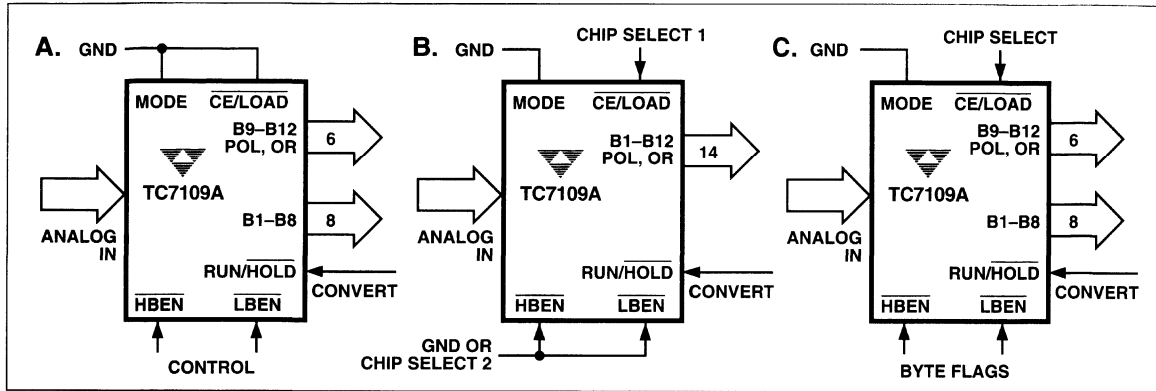 A.
GND
MODE
CE/LOAD
B9–B12
POL, OR
6
TC7109A
B1–B8
8
ANALOG
IN
RUN/HOLD
CONVERT
HBEN
LBEN
CONTROL
B.
GND
CHIP SELECT 1
MODE
CE/LOAD
B1–B12
POL, OR
14
TC7109A
ANALOG
IN
RUN/HOLD
CONVERT
HBEN
LBEN
GND OR
CHIP SELECT 2
C.
GND
CHIP SELECT
MODE
CE/LOAD
B9–B12
POL, OR
6
TC7109A
B1–B8
8
ANALOG
IN
RUN/HOLD
CONVERT
HBEN
LBEN
BYTE FLAGS